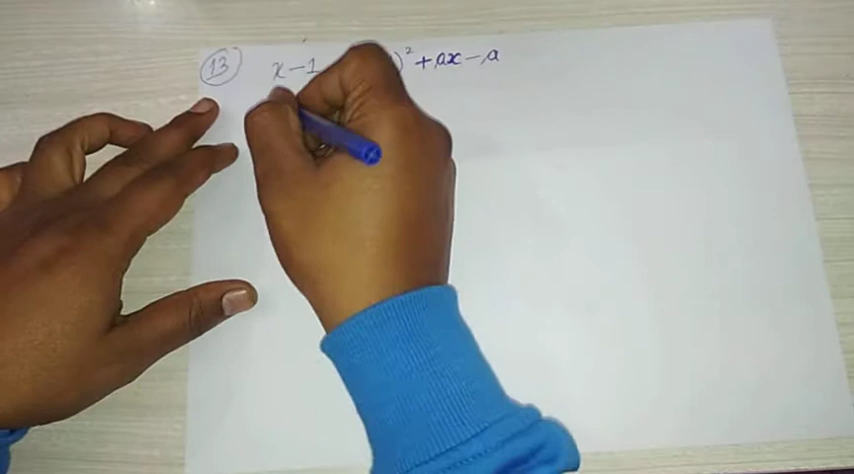 13 x - 1 )² + ax - a